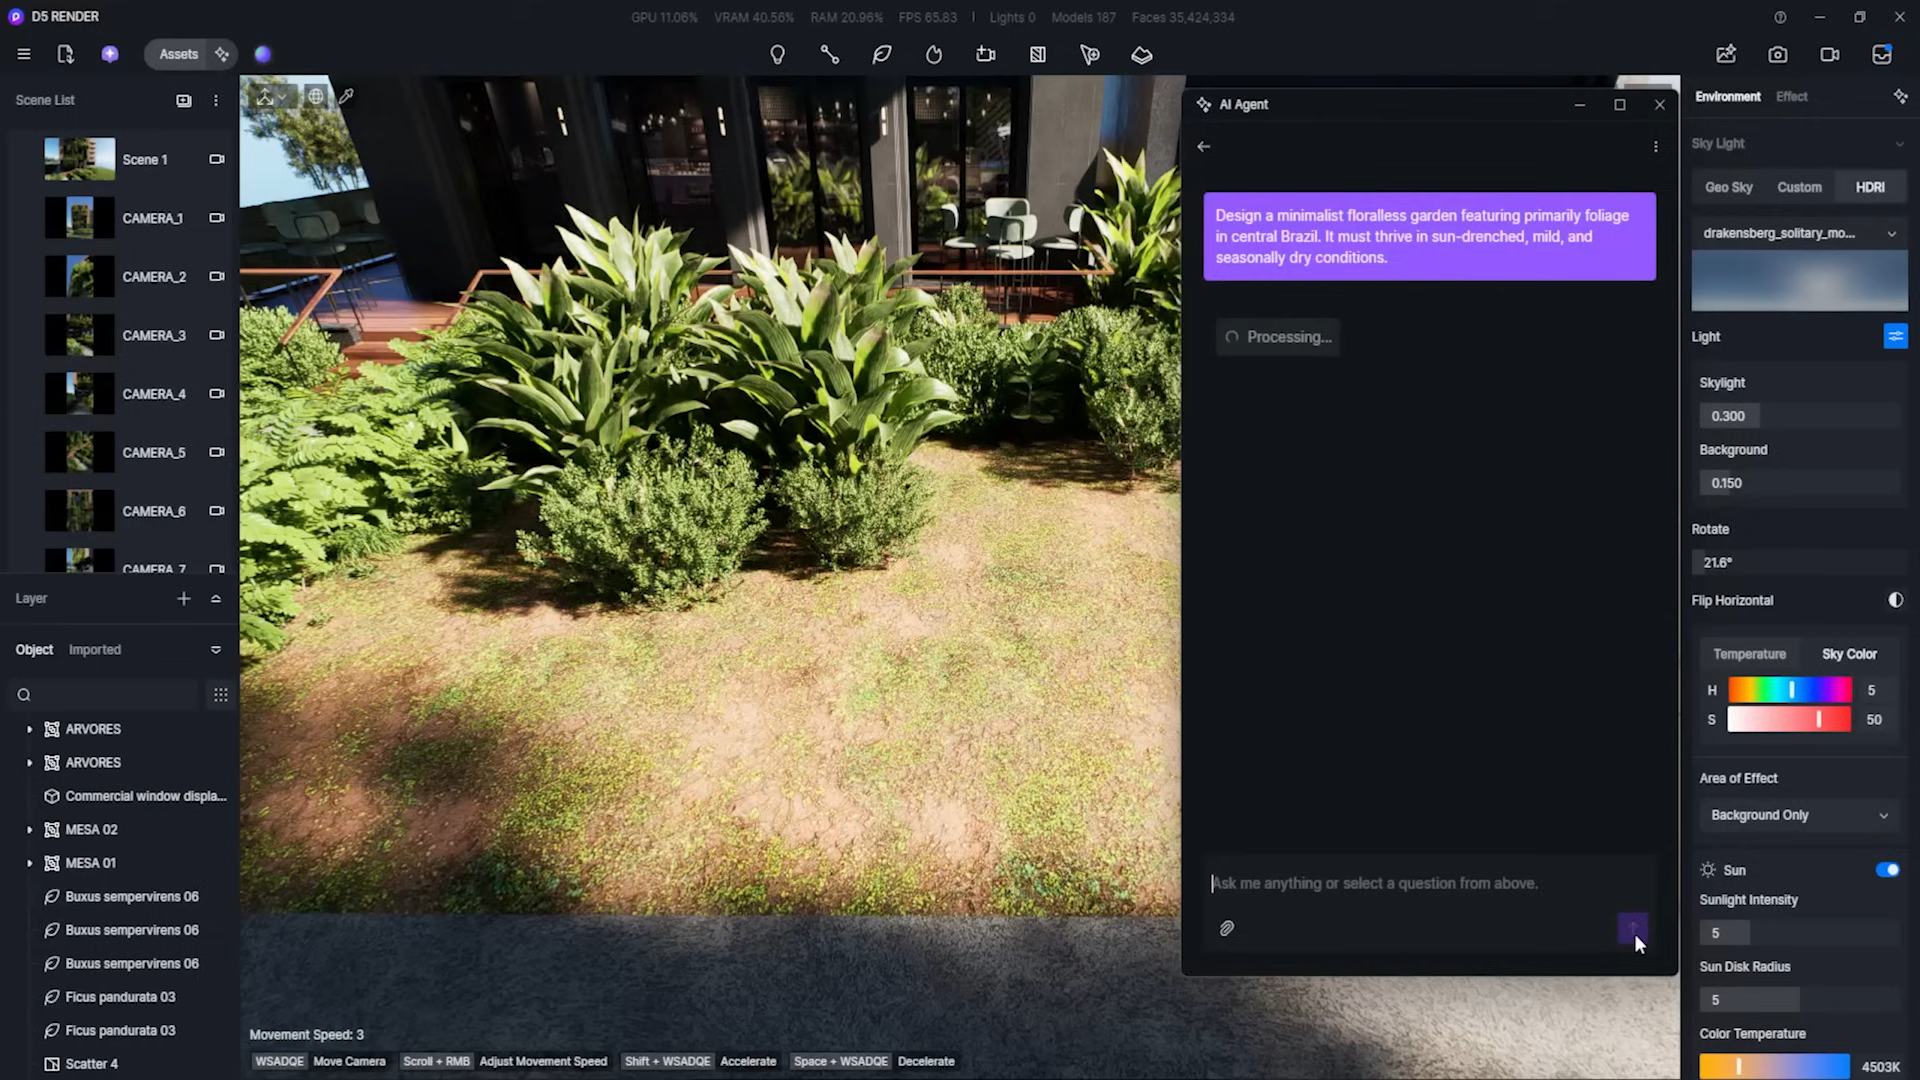 D5 RENDER
GPU 11.06% VRAM 40.56% RAM 20.96% FPS 65.83 | Lights 0 Models 187 Faces 35,424,334
Assets
Scene List
Scene 1
CAMERA_1
CAMERA_2
CAMERA_3
CAMERA_4
CAMERA_5
CAMERA_6
CAMERA_7
Layer
Object Imported
ARVORES
ARVORES
Commercial window displa...
MESA 02
MESA 01
Buxus sempervirens 06
Buxus sempervirens 06
Buxus sempervirens 06
Ficus pandurata 03
Ficus pandurata 03
Scatter 4
Movement Speed: 3
WSADQE Move Camera Scroll + RMB Adjust Movement Speed Shift + WSADQE Accelerate Space + WSADQE Decelerate
AI Agent
Design a minimalist floralless garden featuring primarily foliage
in central Brazil. It must thrive in sun-drenched, mild, and
seasonally dry conditions.
Processing...
Ask me anything or select a question from above.
Environment Effect
Sky Light
Geo Sky Custom HDRI
drakensberg_solitary_mo...
Light
Skylight
0.300
Background
0.150
Rotate
21.6°
Flip Horizontal
Temperature Sky Color
H 5
S 50
Area of Effect
Background Only
Sun
Sunlight Intensity
5
Sun Disk Radius
5
Color Temperature
4503K